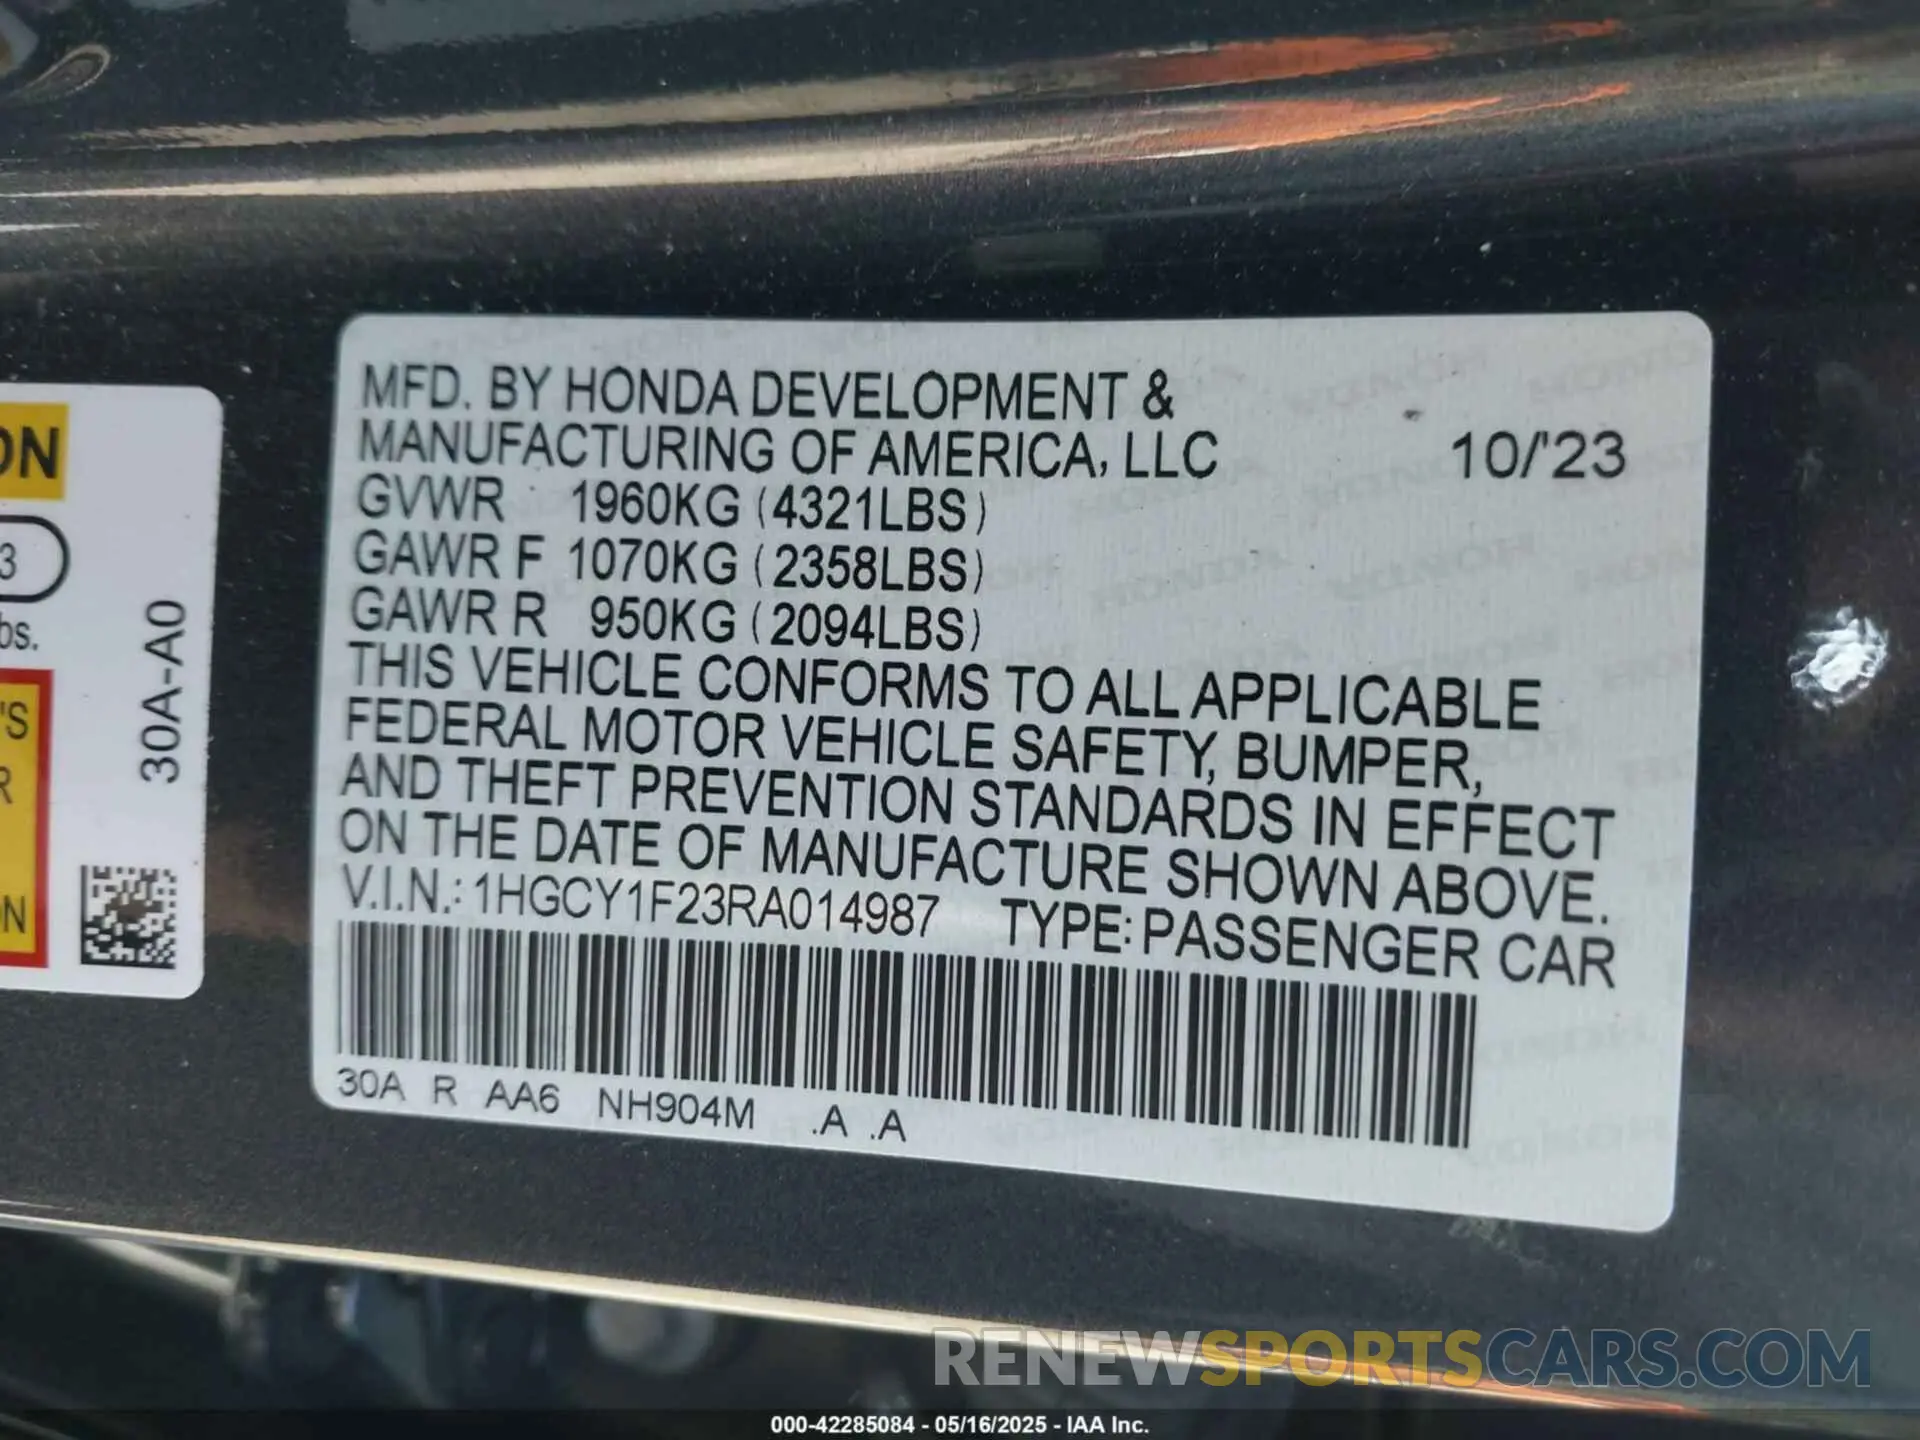 ON
3
bs.
'S
R
N
30A-A0
MFD. BY HONDA DEVELOPMENT &
MANUFACTURING OF AMERICA, LLC 10/'23
GVWR 1960KG (4321LBS)
GAWR F 1070KG (2358LBS)
GAWR R 950KG (2094LBS)
THIS VEHICLE CONFORMS TO ALL APPLICABLE
FEDERAL MOTOR VEHICLE SAFETY, BUMPER,
AND THEFT PREVENTION STANDARDS IN EFFECT
ON THE DATE OF MANUFACTURE SHOWN ABOVE.
V.I.N.: 1HGCY1F23RA014987 TYPE: PASSENGER CAR
30A R AA6 NH904M .A .A
RENEWSPORTSCARS.COM
000-42285084 - 05/16/2025 - IAA Inc.